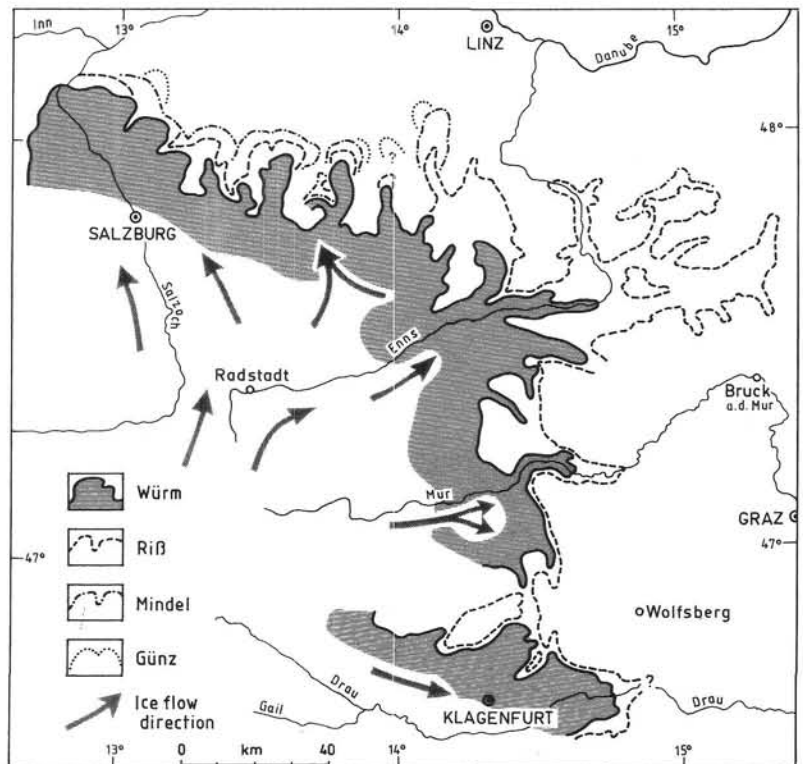 13°
14°
15°
Inn
LINZ
Danube
48°
SALZBURG
Salzach
Enns
Radstadt
Bruck
a.d. Mur
Mur
GRAZ
47°
47°
Würm
Riß
Mindel
Günz
Ice flow
direction
Wolfsberg
Drau
Gail
KLAGENFURT
?
Drau
13°
0 km 40
14°
15°